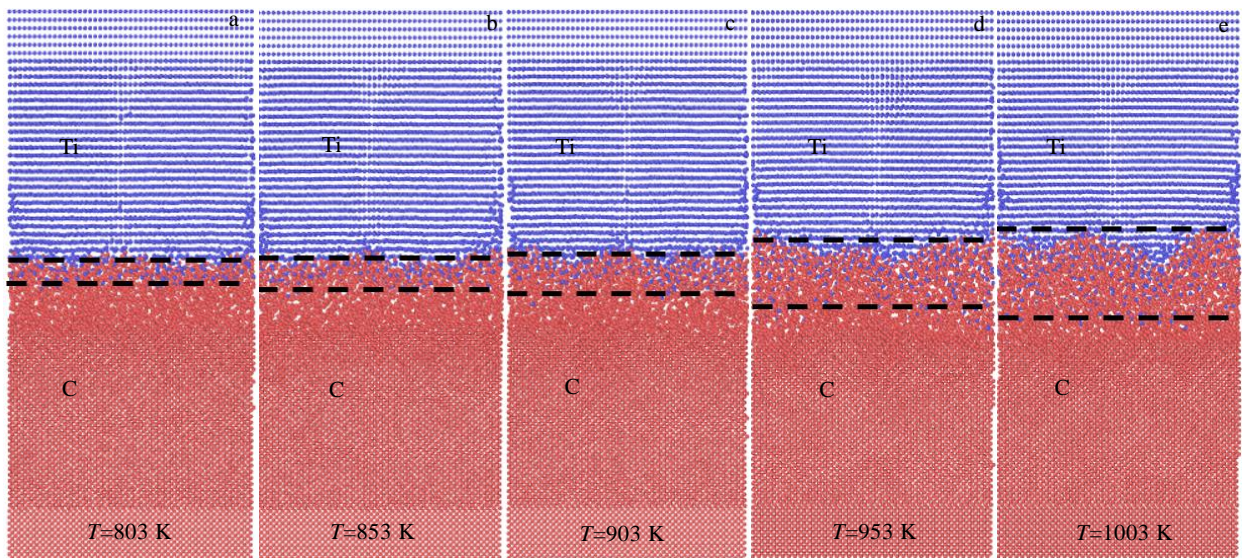 a
b
c
d
e
Ti
Ti
Ti
Ti
Ti
C
C
C
C
C
T=803 K
T=853 K
T=903 K
T=953 K
T=1003 K